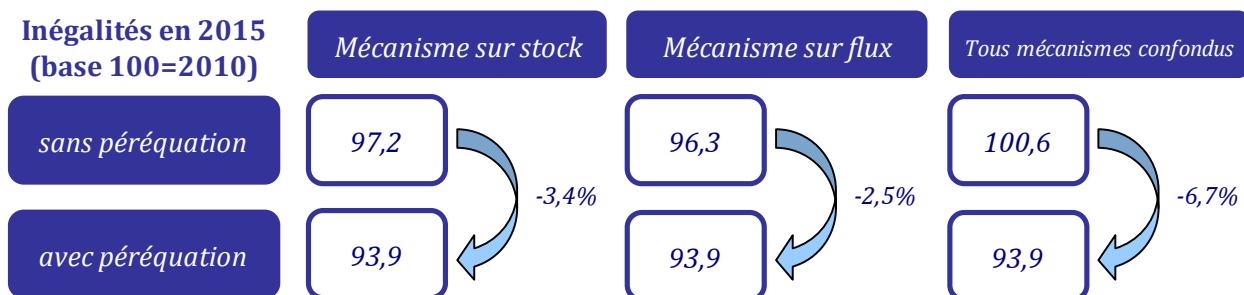 Inégalités en 2015
(base 100=2010)
Mécanisme sur stock
Mécanisme sur flux
Tous mécanismes confondus
sans péréquation
97,2
96,3
100,6
-3,4%
-2,5%
-6,7%
avec péréquation
93,9
93,9
93,9